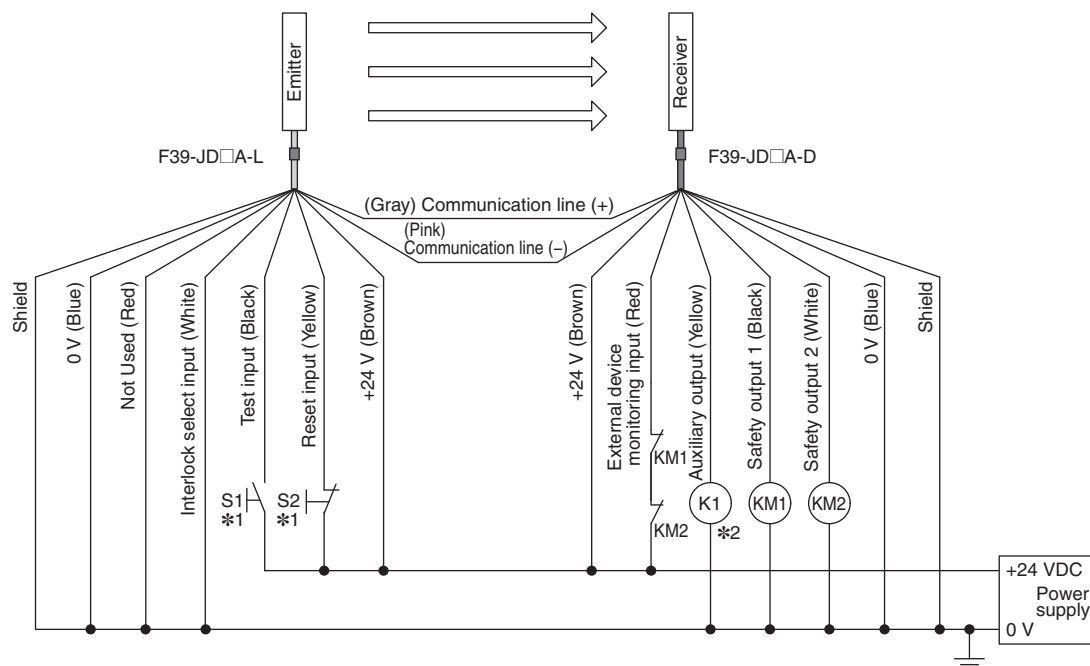 Emitter
Receiver
F39-JD□A-L
F39-JD□A-D
(Gray) Communication line (+)
(Pink)
Communication line (–)
Shield
0 V (Blue)
Not Used (Red)
Interlock select input (White)
Test input (Black)
Reset input (Yellow)
+24 V (Brown)
+24 V (Brown)
External device
monitoring input (Red)
Auxiliary output (Yellow)
Safety output 1 (Black)
Safety output 2 (White)
0 V (Blue)
Shield
S1
*1
S2
*1
KM1
KM2
K1
*2
KM1
KM2
+24 VDC
Power
supply
0 V